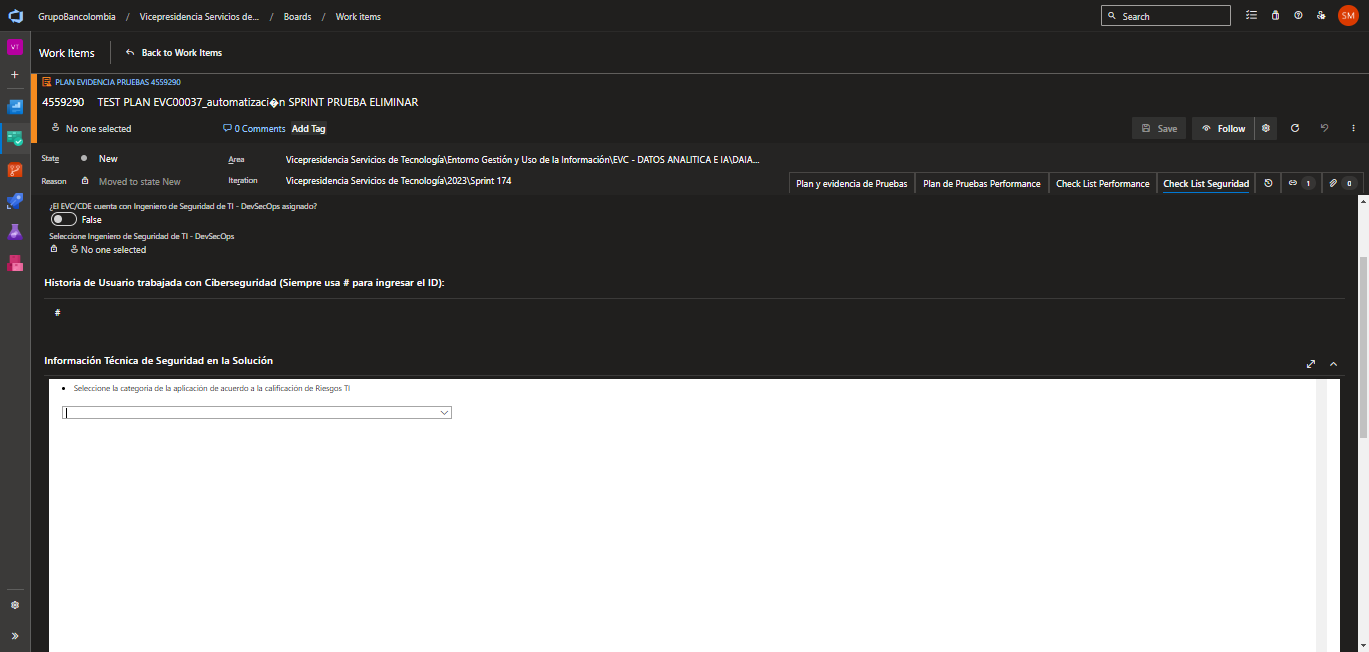 GrupoBancolombia / Vicepresidencia Servicios de... / Boards / Work items
Search
SM
VT
Work Items
Back to Work Items
PLAN EVIDENCIA PRUEBAS 4559290
4559290 TEST PLAN EVC00037_automatizaci�n SPRINT PRUEBA ELIMINAR
No one selected
0 Comments
Add Tag
Save
Follow
State
New
Area
Vicepresidencia Servicios de Tecnología\Entorno Gestión y Uso de la Información\EVC - DATOS ANALITICA E IA\DAIA...
Reason
Moved to state New
Iteration
Vicepresidencia Servicios de Tecnología\2023\Sprint 174
Plan y evidencia de Pruebas
Plan de Pruebas Performance
Check List Performance
Check List Seguridad
1
0
¿El EVC/CDE cuenta con Ingeniero de Seguridad de TI - DevSecOps asignado?
False
Seleccione Ingeniero de Seguridad de TI - DevSecOps
No one selected
Historia de Usuario trabajada con Ciberseguridad (Siempre usa # para ingresar el ID):
#
Información Técnica de Seguridad en la Solución
• Seleccione la categoría de la aplicación de acuerdo a la calificación de Riesgos TI